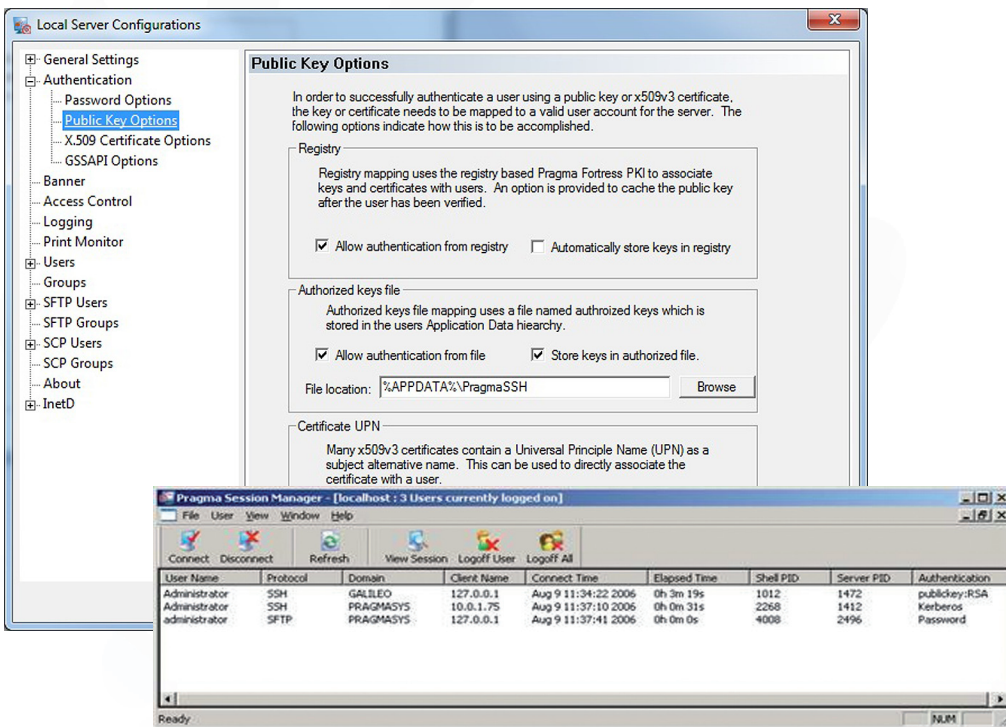 Local Server Configurations
General Settings
Authentication
Password Options
Public Key Options
X.509 Certificate Options
GSSAPI Options
Banner
Access Control
Logging
Print Monitor
Users
Groups
SFTP Users
SFTP Groups
SCP Users
SCP Groups
About
InetD
Public Key Options
In order to successfully authenticate a user using a public key or x509v3 certificate,
the key or certificate needs to be mapped to a valid user account for the server. The
following options indicate how this is to be accomplished.
Registry
Registry mapping uses the registry based Pragma Fortress PKI to associate
keys and certificates with users. An option is provided to cache the public key
after the user has been verified.
Allow authentication from registry Automatically store keys in registry
Authorized keys file
Authorized keys file mapping uses a file named authroized keys which is
stored in the users Application Data hiearchy.
Allow authentication from file Store keys in authorized file.
File location: %APPDATA%\PragmaSSH Browse
Certificate UPN
Many x509v3 certificates contain a Universal Principle Name (UPN) as a
subject alternative name. This can be used to directly associate the
certificate with a user.
Pragma Session Manager - [localhost : 3 Users currently logged on]
File User View Window Help
Connect Disconnect Refresh View Session Logoff User Logoff All
User Name Protocol Domain Client Name Connect Time Elapsed Time Shell PID Server PID Authentication
Administrator SSH GALILEO 127.0.0.1 Aug 9 11:34:22 2006 0h 3m 19s 1012 1472 publickey:RSA
Administrator SSH PRAGMASYS 10.0.1.75 Aug 9 11:37:10 2006 0h 0m 31s 2268 1412 Kerberos
administrator SFTP PRAGMASYS 127.0.0.1 Aug 9 11:37:41 2006 0h 0m 0s 4008 2496 Password
Ready NUM